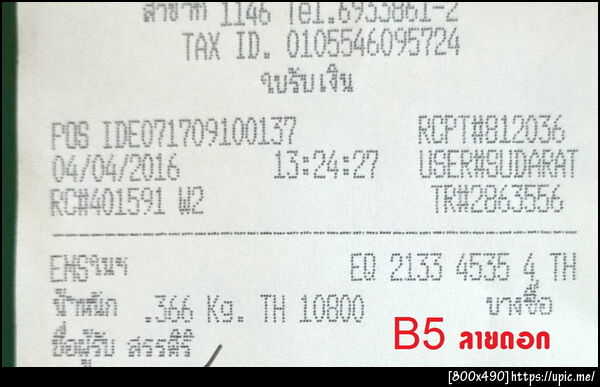 สาขาที่ 1146 Tel.6933861-2
TAX ID. 0105546095724
ใบรับเงิน
POS IDE071709100137 RCPT#812036
04/04/2016 13:24:27 USER#SUDARAT
RC#401591 W2 TR#2863556
EMSในฯ EQ 2133 4535 4 TH
น้ำหนัก .366 Kg. TH 10800 บางซื่อ
ชื่อผู้รับ สรรศิริ
B5 ลายดอก
[800x490]https://upic.me/